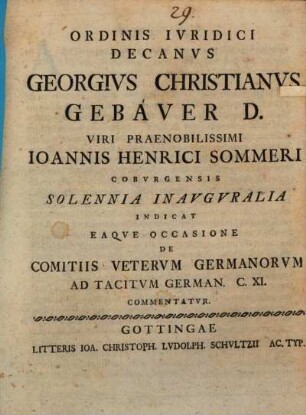 29.
ORDINIS IVRIDICI
DECANVS
GEORGIVS CHRISTIANVS
GEBAVER D.
VIRI PRAENOBILISSIMI
IOANNIS HENRICI SOMMERI
COBVRGENSIS
SOLENNIA INAVGVRALIA
INDICAT
EAQVE OCCASIONE
DE
COMITIIS VETERVM GERMANORVM
AD TACITVM GERMAN. C. XI.
COMMENTATVR.
GOTTINGAE
LITTERIS IOA. CHRISTOPH. LVDOLPH. SCHVLTZII AC. TYP.